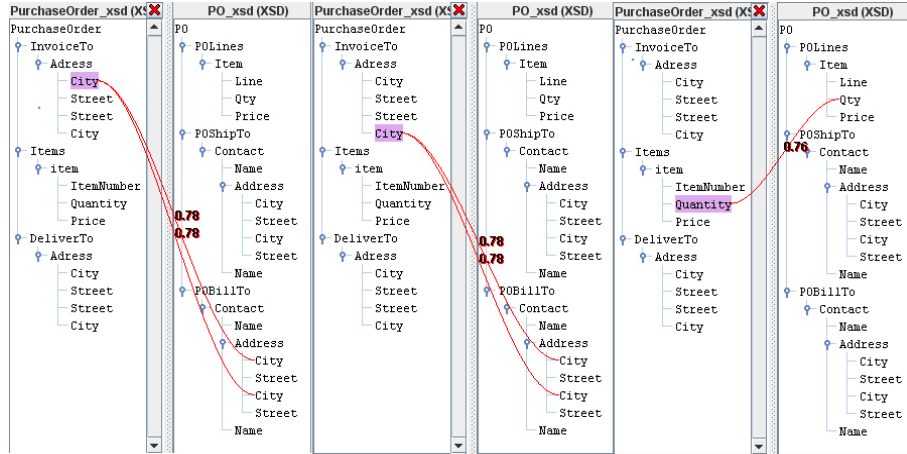 PurchaseOrder_xsd (XS
PurchaseOrder
InvoiceTo
Adress
City
Street
Street
City
Items
item
ItemNumber
Quantity
Price
DeliverTo
Adress
City
Street
Street
City
PO_xsd (XSD)
PO
POLines
Item
Line
Qty
Price
POShipTo
Contact
Name
Address
City
Street
City
Street
Name
POBillTo
Contact
Name
Address
City
Street
City
Street
Name
0.78
0.78
PurchaseOrder_xsd (XS
PurchaseOrder
InvoiceTo
Adress
City
Street
Street
City
Items
item
ItemNumber
Quantity
Price
DeliverTo
Adress
City
Street
Street
City
PO_xsd (XSD)
PO
POLines
Item
Line
Qty
Price
POShipTo
Contact
Name
Address
City
Street
City
Street
Name
POBillTo
Contact
Name
Address
City
Street
City
Street
Name
0.78
0.78
PurchaseOrder_xsd (XS
PurchaseOrder
InvoiceTo
Adress
City
Street
Street
City
Items
item
ItemNumber
Quantity
Price
DeliverTo
Adress
City
Street
Street
City
PO_xsd (XSD)
PO
POLines
Item
Line
Qty
Price
POShipTo
Contact
Name
Address
City
Street
City
Street
Name
POBillTo
Contact
Name
Address
City
Street
City
Street
Name
0.76